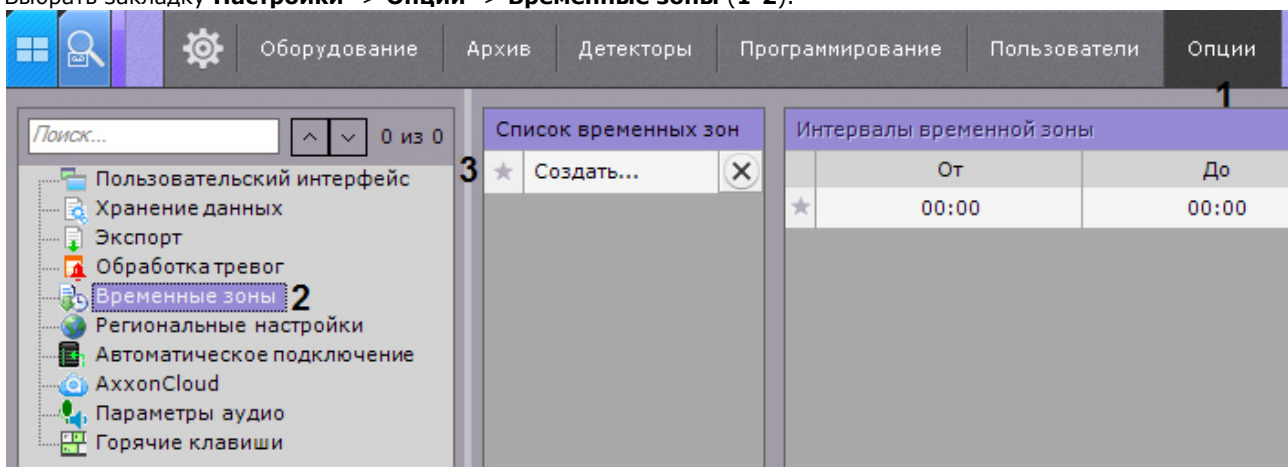 Выбрать закладку Настройки -> Опции -> Временные зоны (1-2).
Оборудование Архив Детекторы Программирование Пользователи Опции
1
Поиск... 0 из 0
Пользовательский интерфейс
Хранение данных
Экспорт
Обработка тревог
Временные зоны 2
Региональные настройки
Автоматическое подключение
AxxonCloud
Параметры аудио
Горячие клавиши
Список временных зон
3 Создать...
Интервалы временной зоны
От До
00:00 00:00